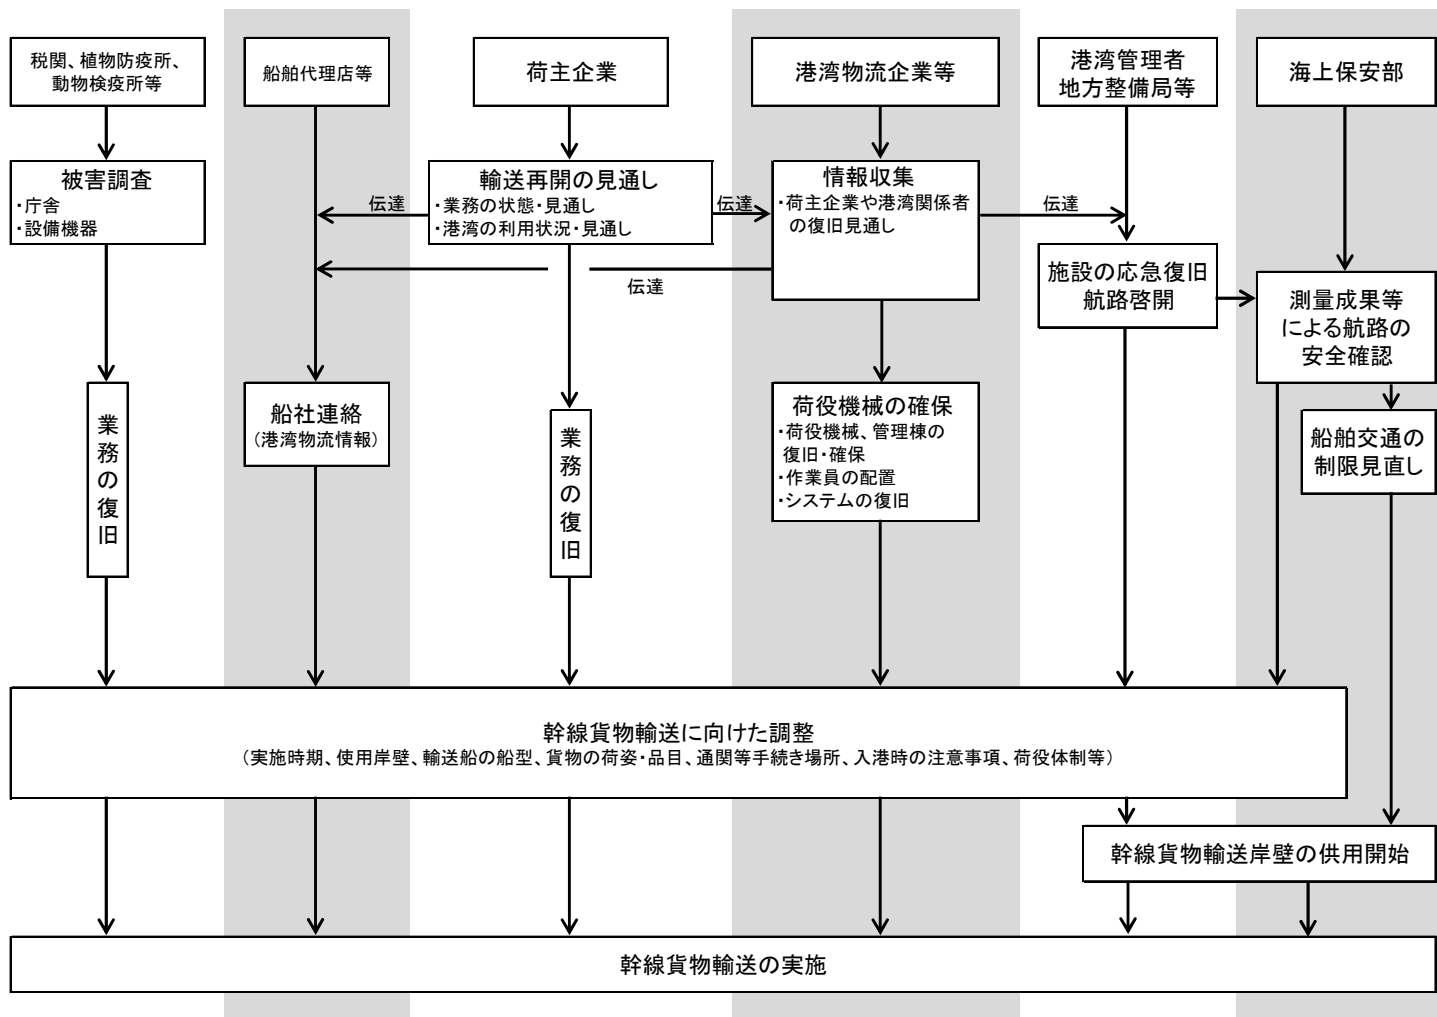 税関、植物防疫所、
動物検疫所等
船舶代理店等
荷主企業
港湾物流企業等
港湾管理者
地方整備局等
海上保安部
被害調査
・庁舎
・設備機器
伝達
輸送再開の見通し
・業務の状態・見通し
・港湾の利用状況・見通し
伝達
情報収集
・荷主企業や港湾関係者
の復旧見通し
伝達
伝達
施設の応急復旧
航路啓開
測量成果等
による航路の
安全確認
業務の復旧
船社連絡
（港湾物流情報）
業務の復旧
荷役機械の確保
・荷役機械、管理棟の
復旧・確保
・作業員の配置
・システムの復旧
船舶交通の
制限見直し
幹線貨物輸送に向けた調整
（実施時期、使用岸壁、輸送船の船型、貨物の荷姿・品目、通関等手続き場所、入港時の注意事項、荷役体制等）
幹線貨物輸送岸壁の供用開始
幹線貨物輸送の実施